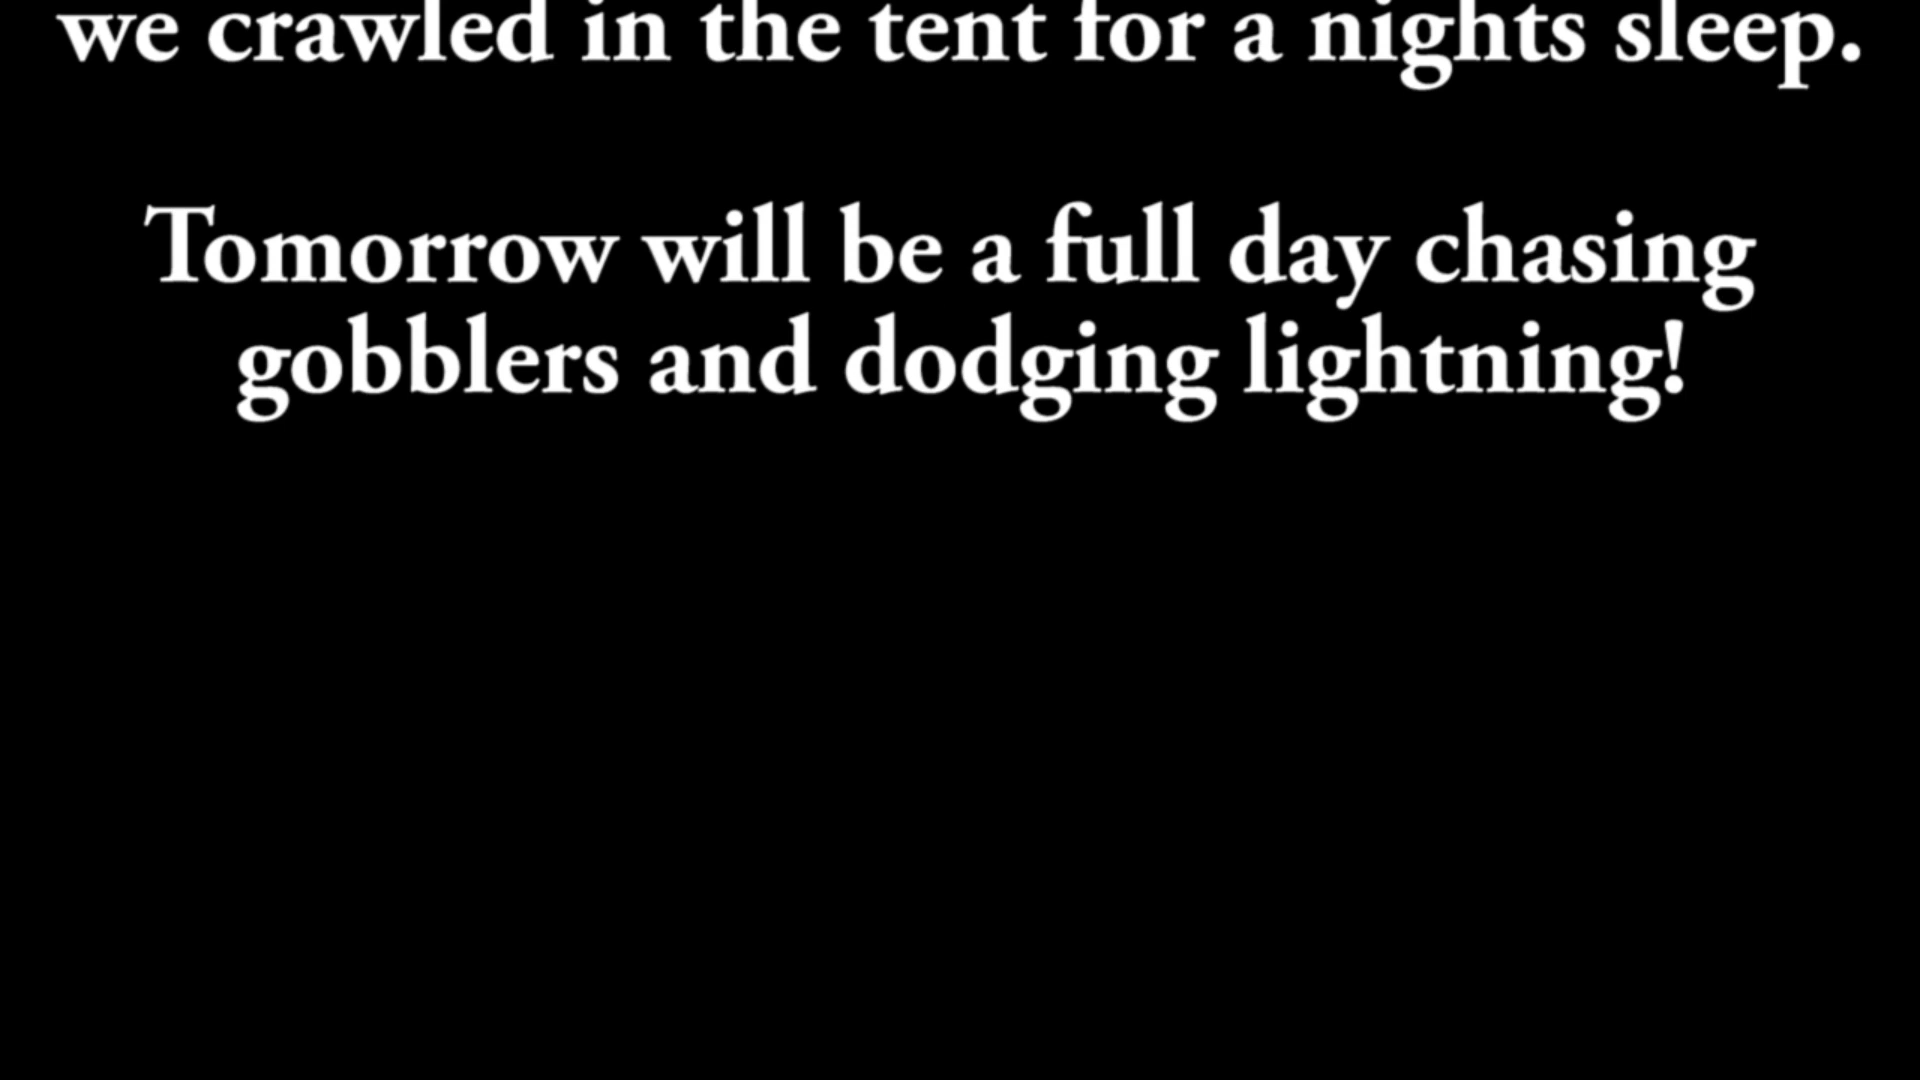 we crawled in the tent for a nights sleep.
Tomorrow will be a full day chasing
gobblers and dodging lightning!